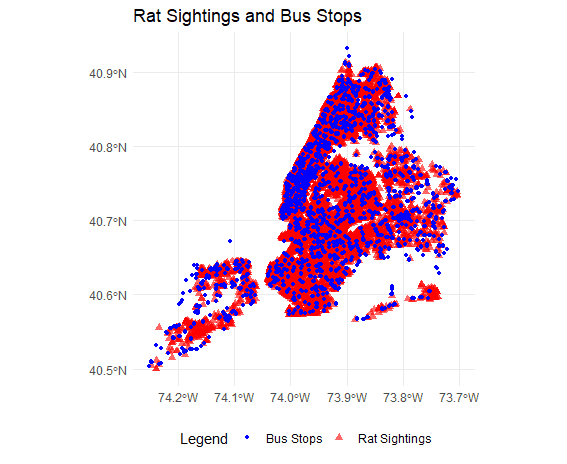 Rat Sightings and Bus Stops
40.9°N
40.8°N
40.7°N
40.6°N
40.5°N
74.2°W 74.1°W 74.0°W 73.9°W 73.8°W 73.7°W
Legend Bus Stops Rat Sightings